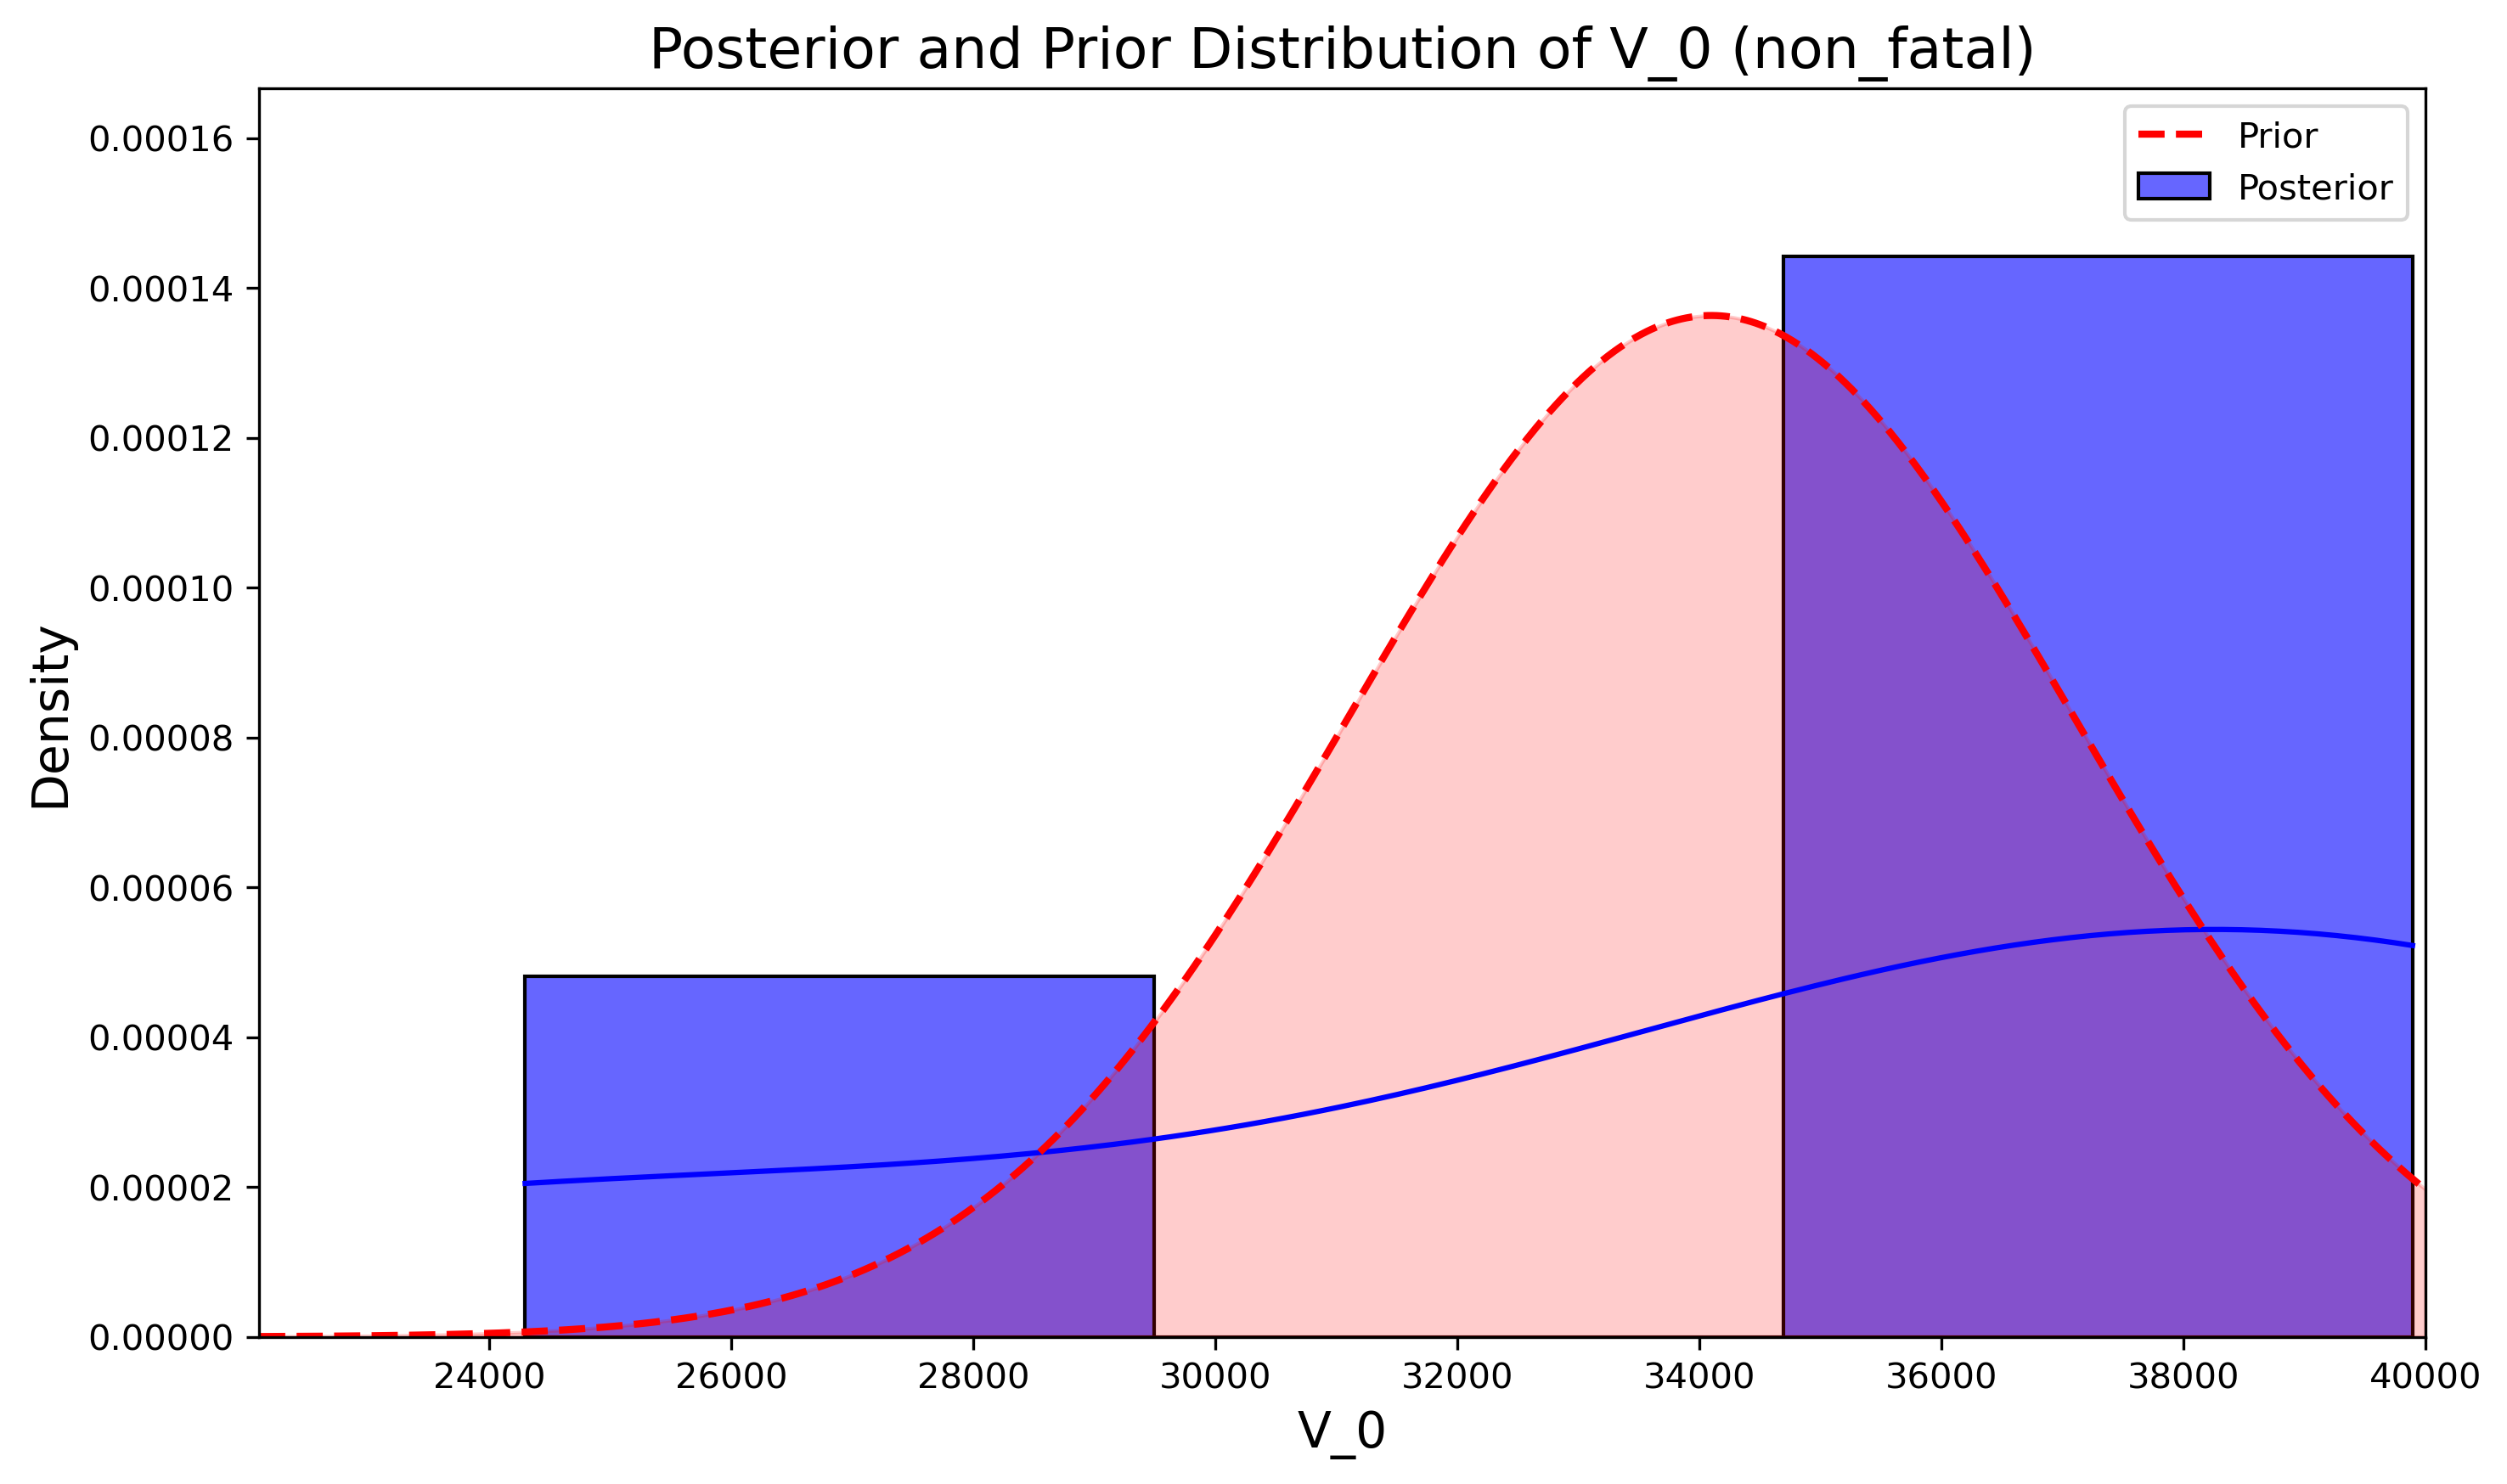 Posterior and Prior Distribution of V_0 (non_fatal)
Prior
Posterior
Density
0.00016
0.00014
0.00012
0.00010
0.00008
0.00006
0.00004
0.00002
0.00000
24000 26000 28000 30000 32000 34000 36000 38000 40000
V_0